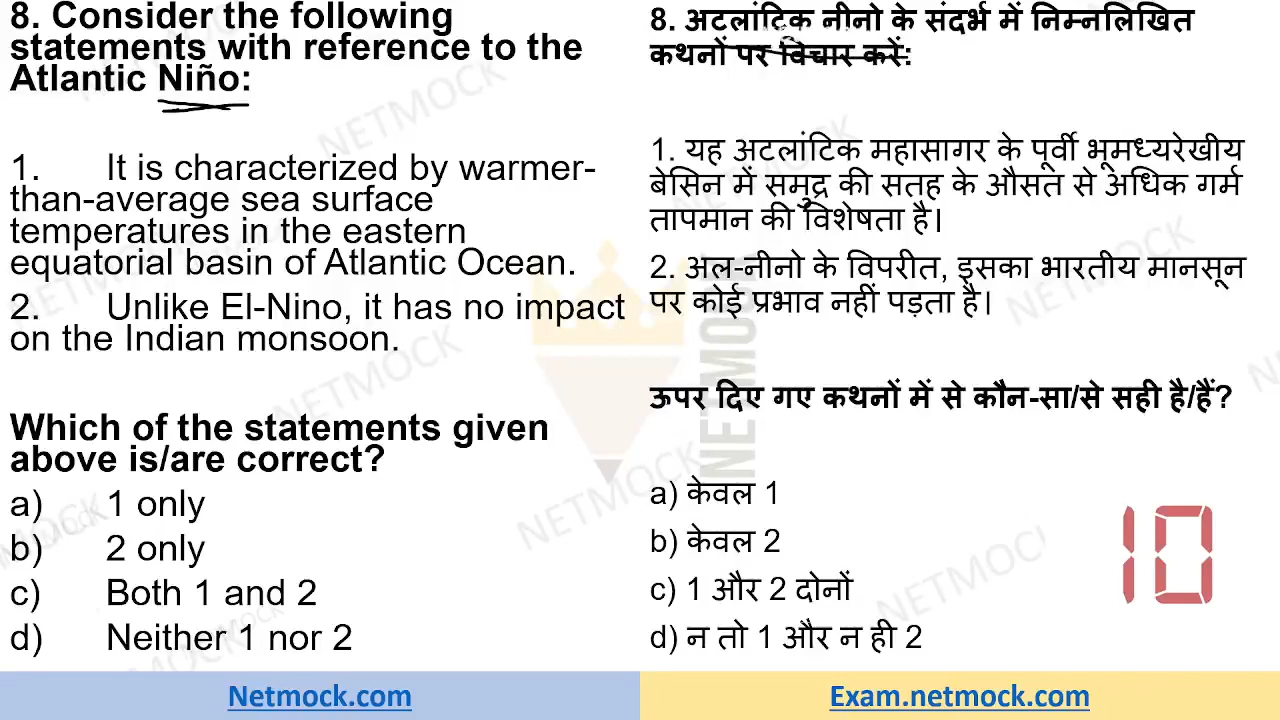 8. Consider the following
statements with reference to the
Atlantic Niño:
1. It is characterized by warmer-
than-average sea surface
temperatures in the eastern
equatorial basin of Atlantic Ocean.
2. Unlike El-Nino, it has no impact
on the Indian monsoon.
Which of the statements given
above is/are correct?
a) 1 only
b) 2 only
c) Both 1 and 2
d) Neither 1 nor 2
8. अटलांटिक नीनो के संदर्भ में निम्नलिखित
कथनों पर विचार करें:
1. यह अटलांटिक महासागर के पूर्वी भूमध्यरेखीय
बेसिन में समुद्र की सतह के औसत से अधिक गर्म
तापमान की विशेषता है।
2. अल-नीनो के विपरीत, इसका भारतीय मानसून
पर कोई प्रभाव नहीं पड़ता है।
ऊपर दिए गए कथनों में से कौन-सा/से सही है/हैं?
a) केवल 1
b) केवल 2
c) 1 और 2 दोनों
d) न तो 1 और न ही 2
10
NETMOCK
Netmock.com
Exam.netmock.com